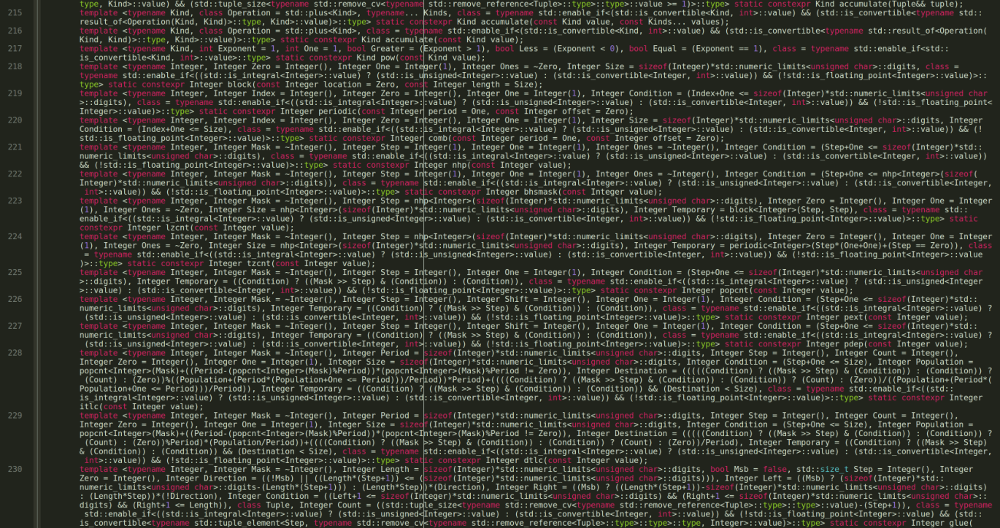 type, Kind>::value) && (std::tuple_size<typename std::remove_cv<typename std::remove_reference<Tuple>::type>::type>::value >= 1)>::type> static constexpr Kind accumulate(Tuple&& tuple);
215 template <typename Kind, class Operation = std::plus<Kind>, typename... Kinds, class = typename std::enable_if<(std::is_convertible<Kind, int>::value) && (std::is_convertible<typename std::
result_of<Operation(Kind, Kind)>::type, Kind>::value)>::type> static constexpr Kind accumulate(const Kind value, const Kinds... values);
216 template <typename Kind, class Operation = std::plus<Kind>, class = typename std::enable_if<(std::is_convertible<Kind, int>::value) && (std::is_convertible<typename std::result_of<Operation(
Kind, Kind)>::type, Kind>::value)>::type> static constexpr Kind accumulate(const Kind value);
217 template <typename Kind, int Exponent = 1, int One = 1, bool Greater = (Exponent > 1), bool Less = (Exponent < 0), bool Equal = (Exponent == 1), class = typename std::enable_if<std::
is_convertible<Kind, int>::value>::type> static constexpr Kind pow(const Kind value);
218 template <typename Integer, Integer Zero = Integer(), Integer One = Integer(1), Integer Ones = ~Zero, Integer Size = sizeof(Integer)*std::numeric_limits<unsigned char>::digits, class =
typename std::enable_if<((std::is_integral<Integer>::value) ? (std::is_unsigned<Integer>::value) : (std::is_convertible<Integer, int>::value)) && (!std::is_floating_point<Integer>::value)>::
type> static constexpr Integer block(const Integer location = Zero, const Integer length = Size);
219 template <typename Integer, Integer Index = Integer(), Integer Zero = Integer(), Integer One = Integer(1), Integer Condition = (Index+One <= sizeof(Integer)*std::numeric_limits<unsigned char
>::digits), class = typename std::enable_if<((std::is_integral<Integer>::value) ? (std::is_unsigned<Integer>::value) : (std::is_convertible<Integer, int>::value)) && (!std::is_floating_point<
Integer>::value)>::type> static constexpr Integer periodic(const Integer period = One, const Integer offset = Zero);
220 template <typename Integer, Integer Index = Integer(), Integer Zero = Integer(), Integer One = Integer(1), Integer Size = sizeof(Integer)*std::numeric_limits<unsigned char>::digits, Integer
Condition = (Index+One <= Size), class = typename std::enable_if<((std::is_integral<Integer>::value) ? (std::is_unsigned<Integer>::value) : (std::is_convertible<Integer, int>::value)) && (!
std::is_floating_point<Integer>::value)>::type> static constexpr Integer comb(const Integer period = One, const Integer offset = Zero);
221 template <typename Integer, Integer Mask = ~Integer(), Integer Step = Integer(1), Integer One = Integer(1), Integer Ones = ~Integer(), Integer Condition = (Step+One <= sizeof(Integer)*std::
numeric_limits<unsigned char>::digits), class = typename std::enable_if<((std::is_integral<Integer>::value) ? (std::is_unsigned<Integer>::value) : (std::is_convertible<Integer, int>::value))
&& (!std::is_floating_point<Integer>::value)>::type> static constexpr Integer nhp(const Integer value);
222 template <typename Integer, Integer Mask = ~Integer(), Integer Step = Integer(1), Integer One = Integer(1), Integer Ones = ~Integer(), Integer Condition = (Step+One <= nhp<Integer>(sizeof(
Integer)*std::numeric_limits<unsigned char>::digits)), class = typename std::enable_if<((std::is_integral<Integer>::value) ? (std::is_unsigned<Integer>::value) : (std::is_convertible<Integer,
int>::value)) && (!std::is_floating_point<Integer>::value)>::type> static constexpr Integer bhsmask(const Integer value);
223 template <typename Integer, Integer Mask = ~Integer(), Integer Step = nhp<Integer>(sizeof(Integer)*std::numeric_limits<unsigned char>::digits), Integer Zero = Integer(), Integer One = Integer
(1), Integer Ones = ~Zero, Integer Size = nhp<Integer>(sizeof(Integer)*std::numeric_limits<unsigned char>::digits), Integer Temporary = block<Integer>(Step, Step), class = typename std::
enable_if<((std::is_integral<Integer>::value) ? (std::is_unsigned<Integer>::value) : (std::is_convertible<Integer, int>::value)) && (!std::is_floating_point<Integer>::value)>::type> static
constexpr Integer lzcnt(const Integer value);
224 template <typename Integer, Integer Mask = ~Integer(), Integer Step = nhp<Integer>(sizeof(Integer)*std::numeric_limits<unsigned char>::digits), Integer Zero = Integer(), Integer One = Integer
(1), Integer Ones = ~Zero, Integer Size = nhp<Integer>(sizeof(Integer)*std::numeric_limits<unsigned char>::digits), Integer Temporary = periodic<Integer>(Step*(One+One)+(Step == Zero)), class
= typename std::enable_if<((std::is_integral<Integer>::value) ? (std::is_unsigned<Integer>::value) : (std::is_convertible<Integer, int>::value)) && (!std::is_floating_point<Integer>::value
)>::type> static constexpr Integer tzcnt(const Integer value);
225 template <typename Integer, Integer Mask = ~Integer(), Integer Step = Integer(), Integer One = Integer(1), Integer Condition = (Step+One <= sizeof(Integer)*std::numeric_limits<unsigned char
>::digits), Integer Temporary = ((Condition) ? ((Mask >> Step) & (Condition)) : (Condition)), class = typename std::enable_if<((std::is_integral<Integer>::value) ? (std::is_unsigned<Integer
>::value) : (std::is_convertible<Integer, int>::value)) && (!std::is_floating_point<Integer>::value)>::type> static constexpr Integer popcnt(const Integer value);
226 template <typename Integer, Integer Mask = ~Integer(), Integer Step = Integer(), Integer Shift = Integer(), Integer One = Integer(1), Integer Condition = (Step+One <= sizeof(Integer)*std::
numeric_limits<unsigned char>::digits), Integer Temporary = ((Condition) ? ((Mask >> Step) & (Condition)) : (Condition)), class = typename std::enable_if<((std::is_integral<Integer>::value) ?
(std::is_unsigned<Integer>::value) : (std::is_convertible<Integer, int>::value)) && (!std::is_floating_point<Integer>::value)>::type> static constexpr Integer pext(const Integer value);
227 template <typename Integer, Integer Mask = ~Integer(), Integer Step = Integer(), Integer Shift = Integer(), Integer One = Integer(1), Integer Condition = (Step+One <= sizeof(Integer)*std::
numeric_limits<unsigned char>::digits), Integer Temporary = ((Condition) ? ((Mask >> Step) & (Condition)) : (Condition)), class = typename std::enable_if<((std::is_integral<Integer>::value) ?
(std::is_unsigned<Integer>::value) : (std::is_convertible<Integer, int>::value)) && (!std::is_floating_point<Integer>::value)>::type> static constexpr Integer pdep(const Integer value);
228 template <typename Integer, Integer Mask = ~Integer(), Integer Period = sizeof(Integer)*std::numeric_limits<unsigned char>::digits, Integer Step = Integer(), Integer Count = Integer(),
Integer Zero = Integer(), Integer One = Integer(1), Integer Size = sizeof(Integer)*std::numeric_limits<unsigned char>::digits, Integer Condition = (Step+One <= Size), Integer Population =
popcnt<Integer>(Mask)+((Period-(popcnt<Integer>(Mask)%Period))*(popcnt<Integer>(Mask)%Period != Zero)), Integer Destination = (((((Condition) ? ((Mask >> Step) & (Condition)) : (Condition)) ?
(Count) : (Zero))%((Population+(Period*(Population+One <= Period)))/Period))*Period)+(((((Condition) ? ((Mask >> Step) & (Condition)) : (Condition)) ? (Count) : (Zero))/((Population+(Period*(
Population+One <= Period)))/Period)), Integer Temporary = ((Condition) ? ((Mask >> Step) & (Condition)) : (Condition)) && (Destination < Size), class = typename std::enable_if<((std::
is_integral<Integer>::value) ? (std::is_unsigned<Integer>::value) : (std::is_convertible<Integer, int>::value)) && (!std::is_floating_point<Integer>::value)>::type> static constexpr Integer
itlc(const Integer value);
229 template <typename Integer, Integer Mask = ~Integer(), Integer Period = sizeof(Integer)*std::numeric_limits<unsigned char>::digits, Integer Step = Integer(), Integer Count = Integer(),
Integer Zero = Integer(), Integer One = Integer(1), Integer Size = sizeof(Integer)*std::numeric_limits<unsigned char>::digits, Integer Condition = (Step+One <= Size), Integer Population =
popcnt<Integer>(Mask)+((Period-(popcnt<Integer>(Mask)%Period))*(popcnt<Integer>(Mask)%Period != Zero)), Integer Destination = (((((Condition) ? ((Mask >> Step) & (Condition)) : (Condition)) ?
(Count) : (Zero))%Period)*(Population/Period))+((((Condition) ? ((Mask >> Step) & (Condition)) : (Condition)) ? (Count) : (Zero))/Period), Integer Temporary = ((Condition) ? ((Mask >> Step)
& (Condition)) : (Condition)) && (Destination < Size), class = typename std::enable_if<((std::is_integral<Integer>::value) ? (std::is_unsigned<Integer>::value) : (std::is_convertible<Integer,
int>::value)) && (!std::is_floating_point<Integer>::value)>::type> static constexpr Integer dtlc(const Integer value);
230 template <typename Integer, Integer Mask = ~Integer(), Integer Length = sizeof(Integer)*std::numeric_limits<unsigned char>::digits, bool Msb = false, std::size_t Step = Integer(), Integer
Zero = Integer(), Integer Direction = ((!Msb) || ((Length*(Step+1)) <= (sizeof(Integer)*std::numeric_limits<unsigned char>::digits))), Integer Left = ((Msb) ? (sizeof(Integer)*std::
numeric_limits<unsigned char>::digits-(Length*(Step+1))) : (Length*Step))*(Direction), Integer Right = ((Msb) ? ((Length*(Step+1))-sizeof(Integer)*std::numeric_limits<unsigned char>::digits)
: (Length*Step))*(!Direction), Integer Condition = ((Left+1 <= sizeof(Integer)*std::numeric_limits<unsigned char>::digits) && (Right+1 <= sizeof(Integer)*std::numeric_limits<unsigned char>::
digits) && (Right+1 <= Length)), class Tuple, Integer Count = ((std::tuple_size<typename std::remove_cv<typename std::remove_reference<Tuple>::type>::type>::value)-(Step+1)), class = typename
std::enable_if<((std::is_integral<Integer>::value) ? (std::is_unsigned<Integer>::value) : (std::is_convertible<Integer, int>::value)) && (!std::is_floating_point<Integer>::value) && (std::
is_convertible<typename std::tuple_element<Step, typename std::remove_cv<typename std::remove_reference<Tuple>::type>::type>::type, Integer>::value)>::type> static constexpr Integer glue(